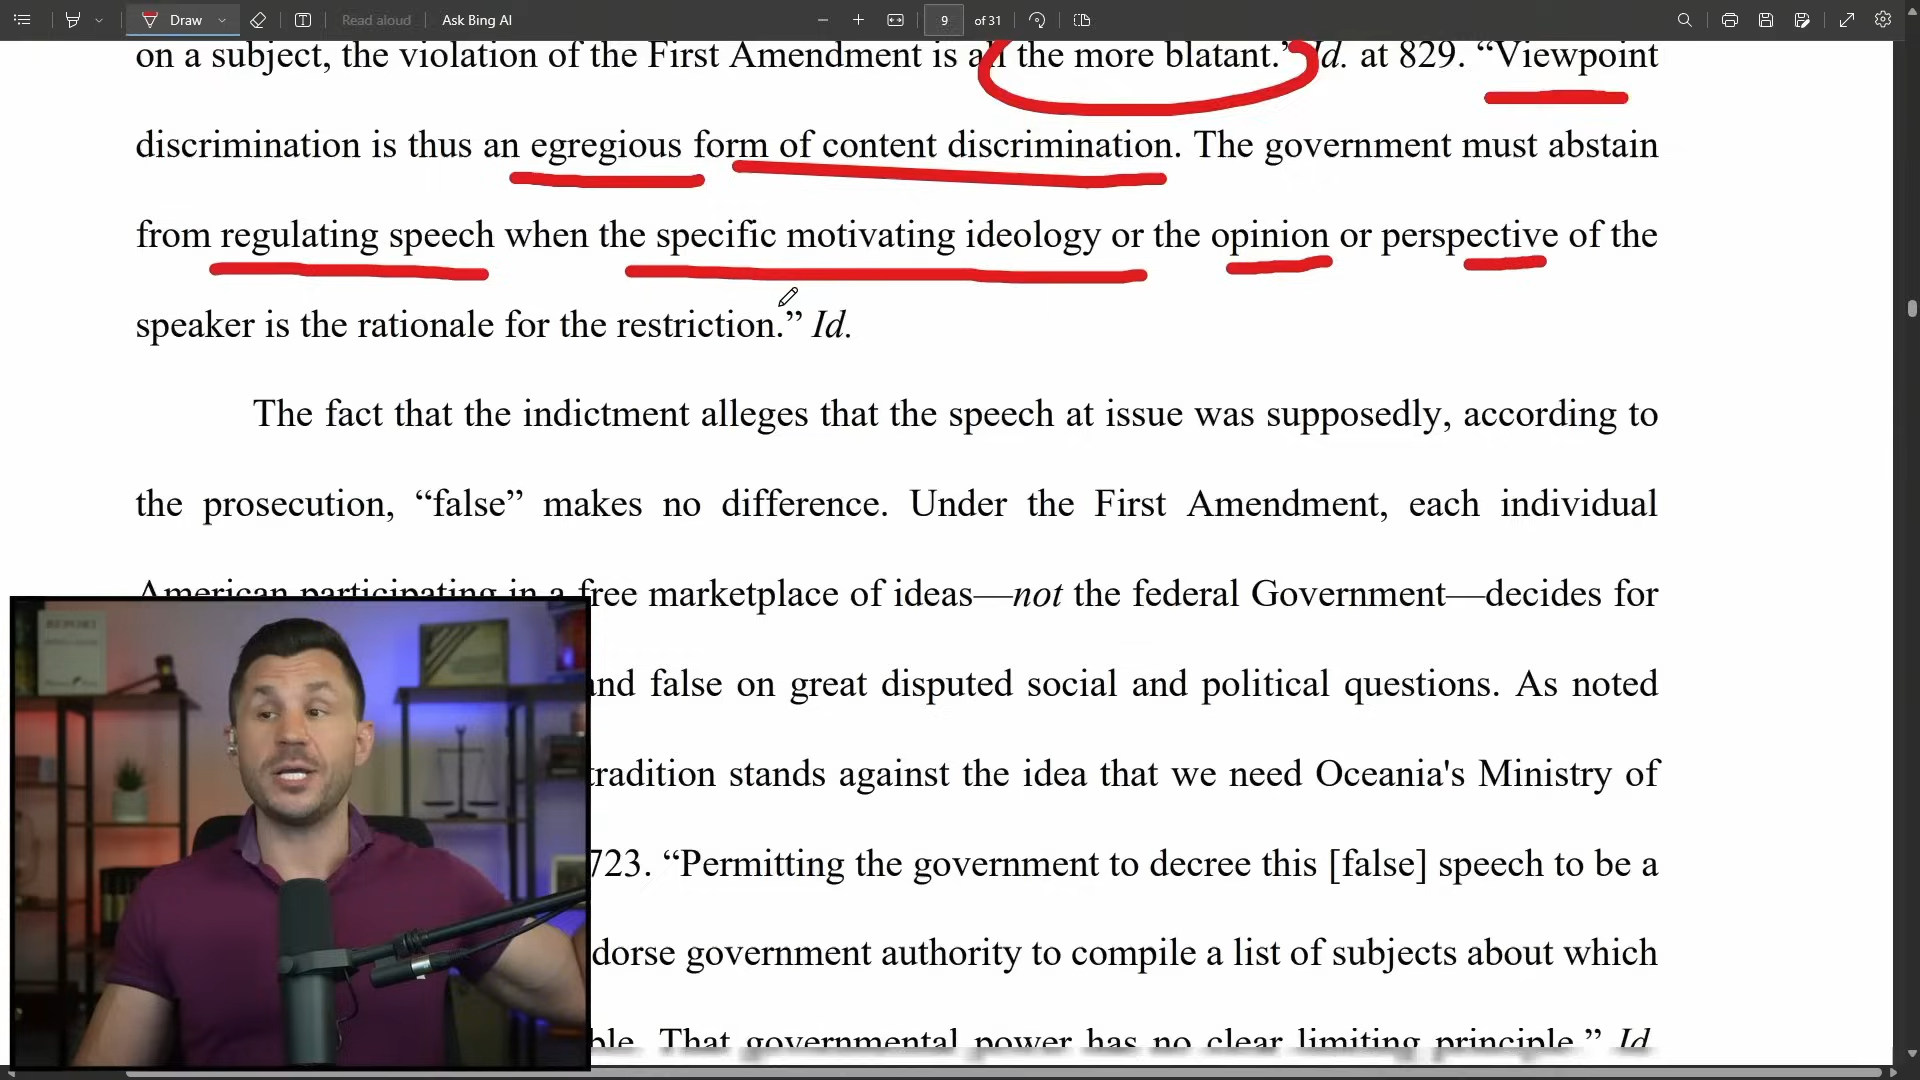 Draw
Read aloud
Ask Bing AI
9 of 31
on a subject, the violation of the First Amendment is all the more blatant.” Id. at 829. “Viewpoint
discrimination is thus an egregious form of content discrimination. The government must abstain
from regulating speech when the specific motivating ideology or the opinion or perspective of the
speaker is the rationale for the restriction.” Id.
The fact that the indictment alleges that the speech at issue was supposedly, according to
the prosecution, “false” makes no difference. Under the First Amendment, each individual
American participating in a free marketplace of ideas—not the federal Government—decides for
and false on great disputed social and political questions. As noted
tradition stands against the idea that we need Oceania's Ministry of
723. “Permitting the government to decree this [false] speech to be a
dorse government authority to compile a list of subjects about which
ble. That governmental power has no clear limiting principle.” Id.
REPORT